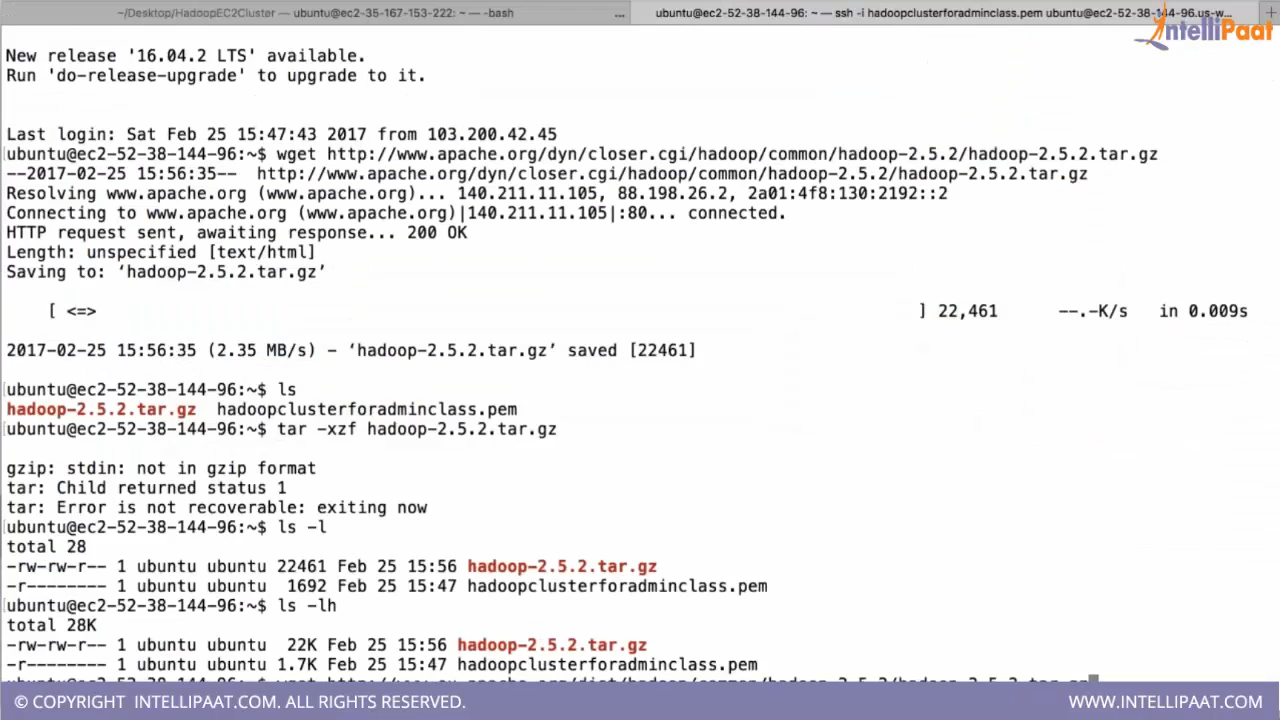 ~/Desktop/HadoopEC2Cluster — ubuntu@ec2-35-167-153-222: ~ — -bash ...
ubuntu@ec2-52-38-144-96: ~ — ssh -i hadoopclusterforadminclass.pem ubuntu@ec2-52-38-144-96.us-w... +
IntelliPaat
New release '16.04.2 LTS' available.
Run 'do-release-upgrade' to upgrade to it.
Last login: Sat Feb 25 15:47:43 2017 from 103.200.42.45
ubuntu@ec2-52-38-144-96:~$ wget http://www.apache.org/dyn/closer.cgi/hadoop/common/hadoop-2.5.2/hadoop-2.5.2.tar.gz
--2017-02-25 15:56:35-- http://www.apache.org/dyn/closer.cgi/hadoop/common/hadoop-2.5.2/hadoop-2.5.2.tar.gz
Resolving www.apache.org (www.apache.org)... 140.211.11.105, 88.198.26.2, 2a01:4f8:130:2192::2
Connecting to www.apache.org (www.apache.org)|140.211.11.105|:80... connected.
HTTP request sent, awaiting response... 200 OK
Length: unspecified [text/html]
Saving to: ‘hadoop-2.5.2.tar.gz’
[ <=> ] 22,461 --.-K/s in 0.009s
2017-02-25 15:56:35 (2.35 MB/s) - ‘hadoop-2.5.2.tar.gz’ saved [22461]
ubuntu@ec2-52-38-144-96:~$ ls
hadoop-2.5.2.tar.gz hadoopclusterforadminclass.pem
ubuntu@ec2-52-38-144-96:~$ tar -xzf hadoop-2.5.2.tar.gz
gzip: stdin: not in gzip format
tar: Child returned status 1
tar: Error is not recoverable: exiting now
ubuntu@ec2-52-38-144-96:~$ ls -l
total 28
-rw-rw-r-- 1 ubuntu ubuntu 22461 Feb 25 15:56 hadoop-2.5.2.tar.gz
-r-------- 1 ubuntu ubuntu 1692 Feb 25 15:47 hadoopclusterforadminclass.pem
ubuntu@ec2-52-38-144-96:~$ ls -lh
total 28K
-rw-rw-r-- 1 ubuntu ubuntu 22K Feb 25 15:56 hadoop-2.5.2.tar.gz
-r-------- 1 ubuntu ubuntu 1.7K Feb 25 15:47 hadoopclusterforadminclass.pem
© COPYRIGHT INTELLIPAAT.COM. ALL RIGHTS RESERVED.
WWW.INTELLIPAAT.COM